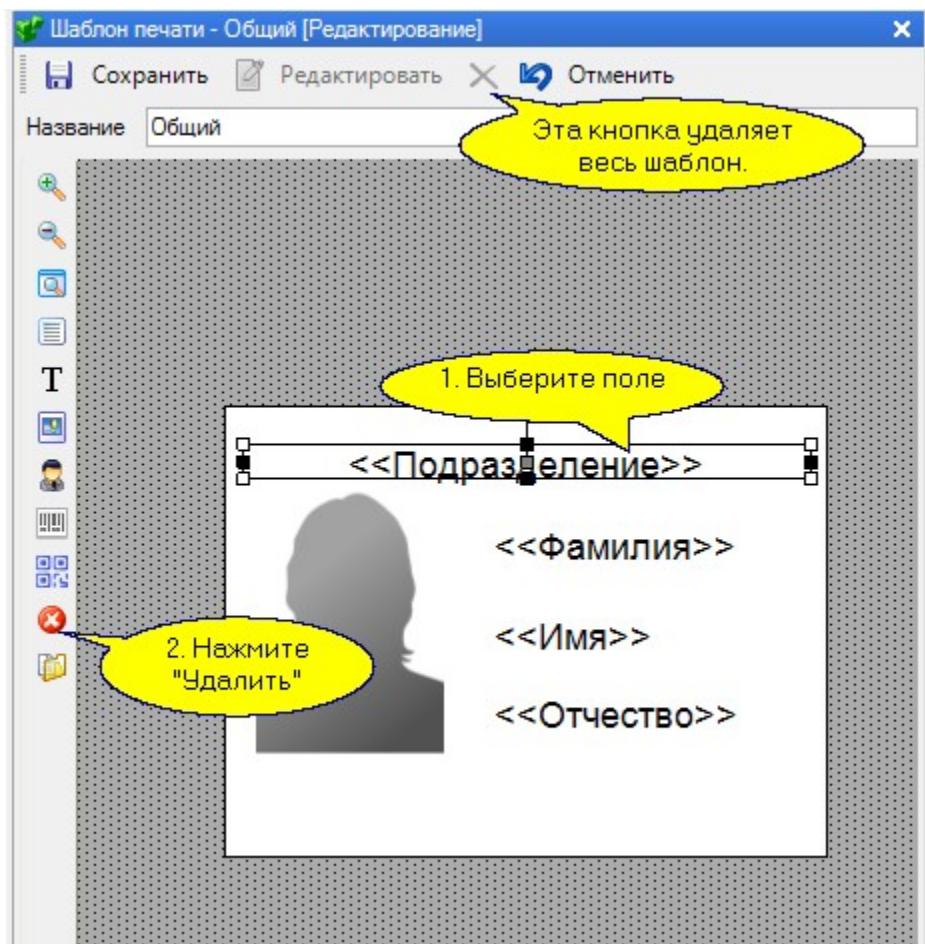 Шаблон печати - Общий [Редактирование]
Сохранить Редактировать Отменить
Название Общий
Эта кнопка удаляет
весь шаблон.
T
1. Выберите поле
<<Подразделение>>
<<Фамилия>>
2. Нажмите
"Удалить"
<<Имя>>
<<Отчество>>